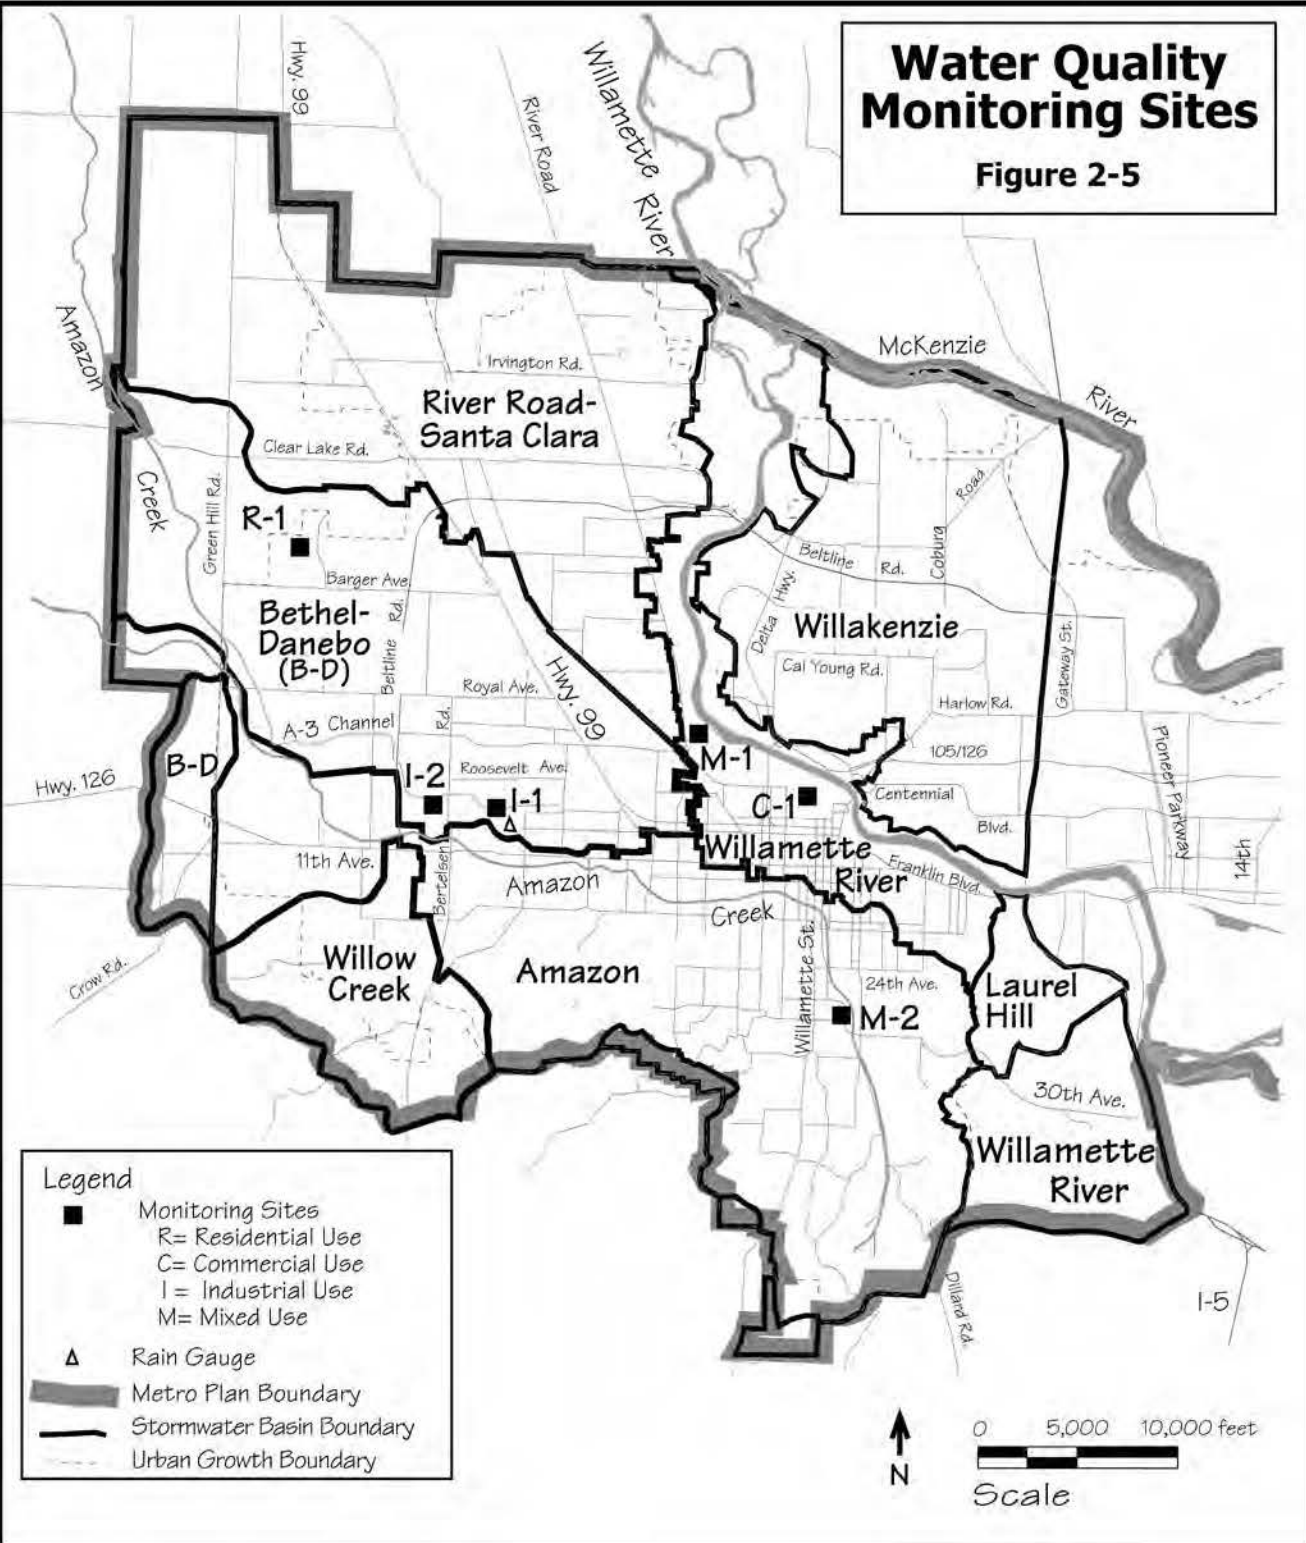 Water Quality
Monitoring Sites
Figure 2-5
Hwy. 99
River Road
Willamette River
Amazon
Creek
McKenzie
River
Irvington Rd.
River Road-
Santa Clara
Clear Lake Rd.
Green Hill Rd.
R-1
Barger Ave.
Bethel-
Danebo
(B-D)
Beltline
Rd.
Royal Ave.
Hwy. 99
A-3 Channel
Rd.
Beltline
Rd.
Delta
Hwy.
Coburg
Road
Willakenzie
Cal Young Rd.
Gateway St.
Harlow Rd.
105/126
Pioneer Parkway
14th
Centennial
Blvd.
M-1
C-1
B-D
Hwy. 126
I-2
Roosevelt Ave.
I-1
11th Ave.
Bertelsen
Amazon
Creek
Willamette
River
Franklin Blvd.
Willamette St.
Crow Rd.
Willow
Creek
Amazon
24th Ave.
M-2
Laurel
Hill
30th Ave.
Willamette
River
Dillard Rd.
I-5
Legend
Monitoring Sites
R= Residential Use
C= Commercial Use
I = Industrial Use
M= Mixed Use
Rain Gauge
Metro Plan Boundary
Stormwater Basin Boundary
Urban Growth Boundary
N
0 5,000 10,000 feet
Scale